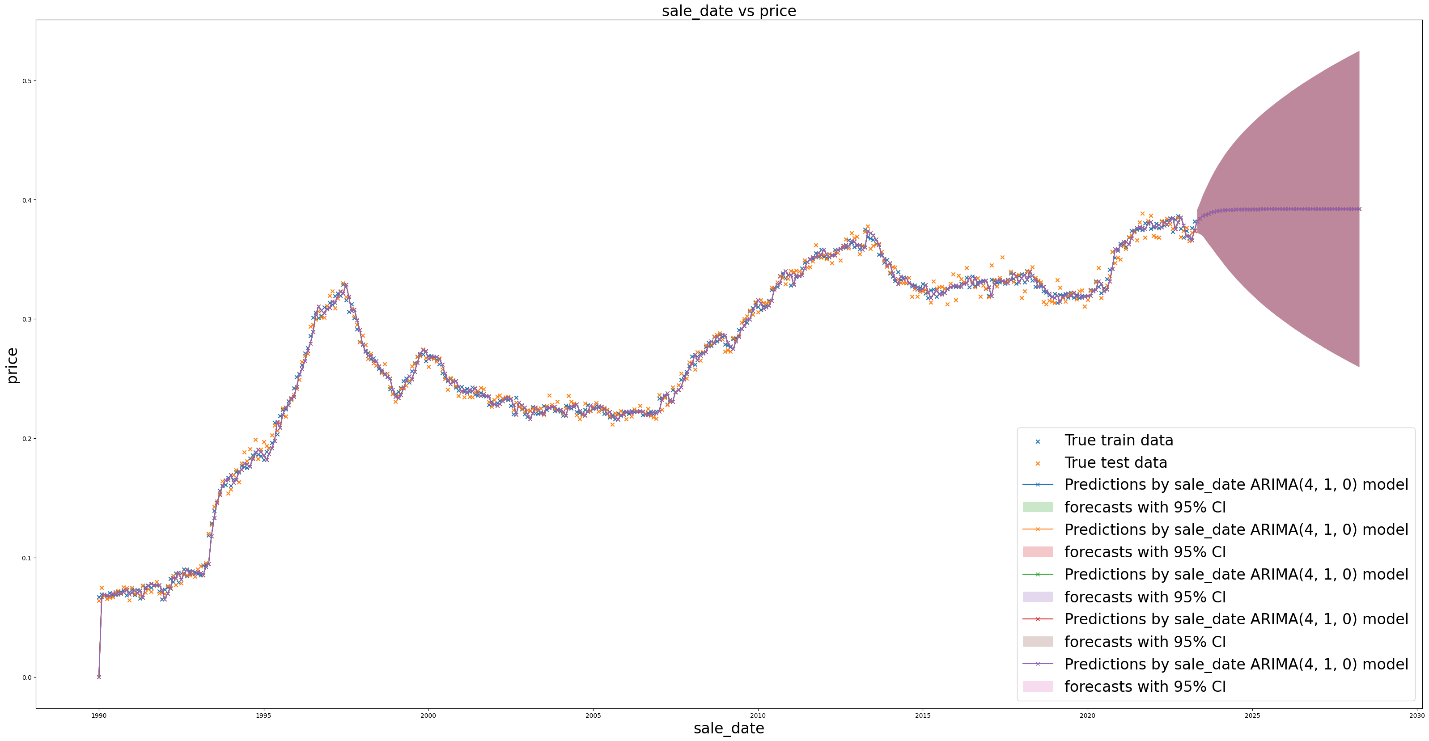 sale_date vs price
price
0.5
0.4
0.3
0.2
0.1
0.0
True train data
True test data
Predictions by sale_date ARIMA(4, 1, 0) model
forecasts with 95% CI
Predictions by sale_date ARIMA(4, 1, 0) model
forecasts with 95% CI
Predictions by sale_date ARIMA(4, 1, 0) model
forecasts with 95% CI
Predictions by sale_date ARIMA(4, 1, 0) model
forecasts with 95% CI
Predictions by sale_date ARIMA(4, 1, 0) model
forecasts with 95% CI
1990 1995 2000 2005 2010 2015 2020 2025 2030
sale_date